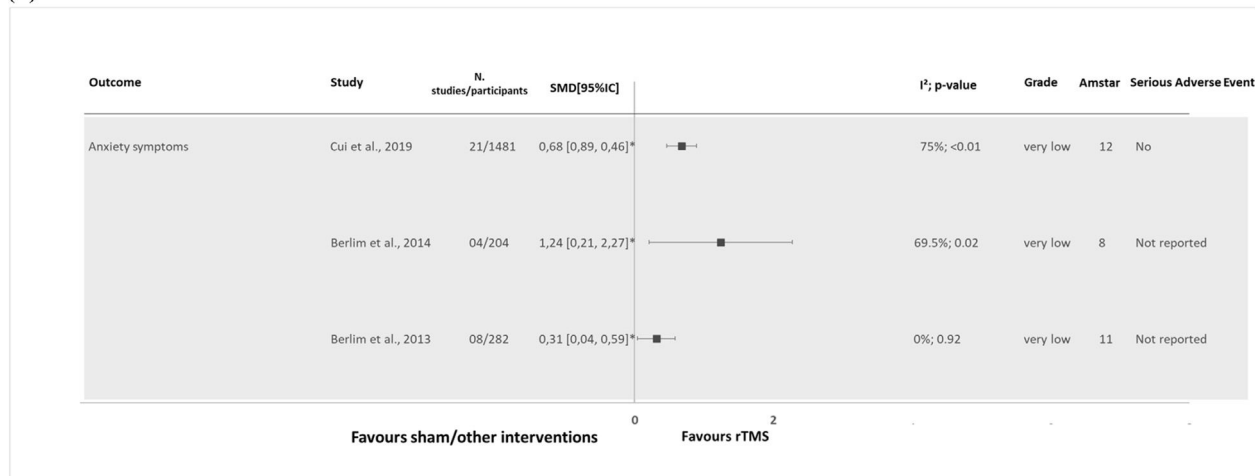 Outcome Study N. studies/participants SMD[95%IC] I²; p-value Grade Amstar Serious Adverse Event
Anxiety symptoms Cui et al., 2019 21/1481 0,68 [0,89, 0,46]* 75%; <0.01 very low 12 No
Berlim et al., 2014 04/204 1,24 [0,21, 2,27]* 69.5%; 0.02 very low 8 Not reported
Berlim et al., 2013 08/282 0,31 [0,04, 0,59]* 0%; 0.92 very low 11 Not reported
0 2
Favours sham/other interventions Favours rTMS